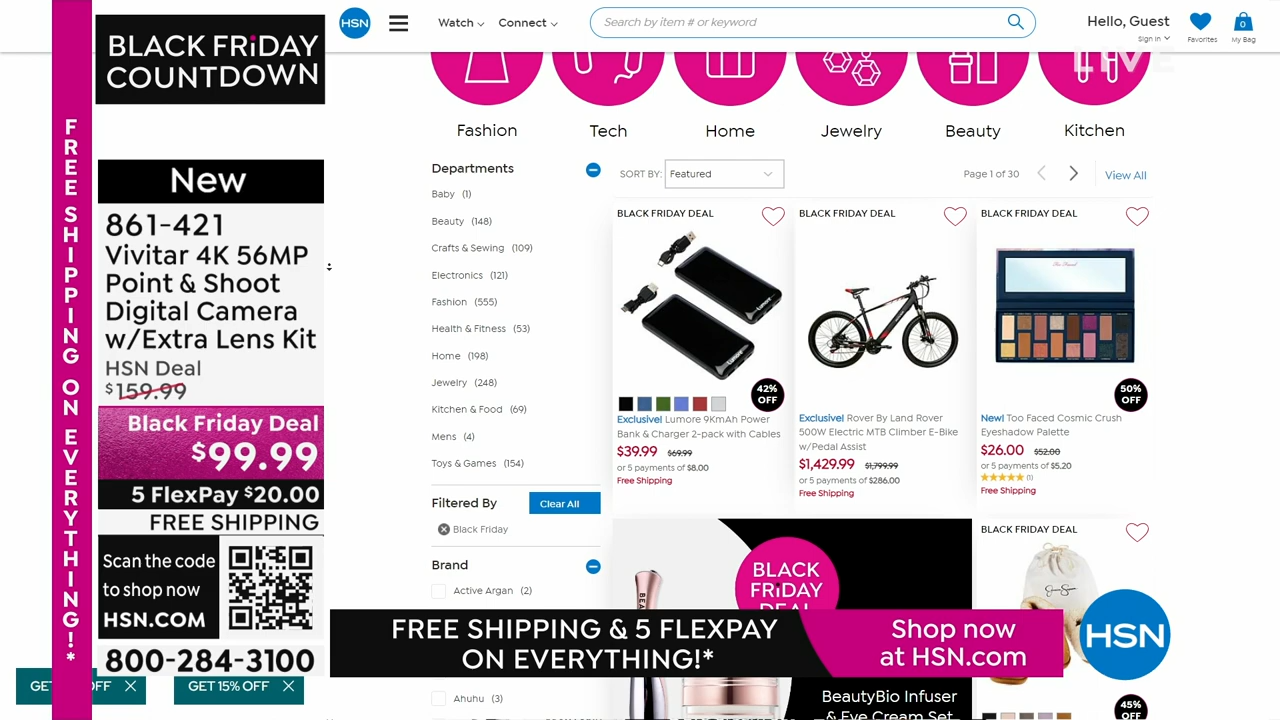 BLACK FRiDAY
COUNTDOWN
FREE SHIPPING ON EVERYTHING!*
New
861-421
Vivitar 4K 56MP
Point & Shoot
Digital Camera
w/Extra Lens Kit
HSN Deal
$159.99
Black Friday Deal
$99.99
5 FlexPay $20.00
FREE SHIPPING
Scan the code
to shop now
HSN.COM
800-284-3100
GET
OFF
GET 15% OFF
HSN
Watch
Connect
Search by item # or keyword
Hello, Guest
Sign in
Favorites
0
My Bag
LIVE
Fashion
Tech
Home
Jewelry
Beauty
Kitchen
Departments
Baby (1)
Beauty (148)
Crafts & Sewing (109)
Electronics (121)
Fashion (555)
Health & Fitness (53)
Home (198)
Jewelry (248)
Kitchen & Food (69)
Mens (4)
Toys & Games (154)
Filtered By
Clear All
Black Friday
Brand
Active Argan (2)
Ahuhu (3)
SORT BY:
Featured
Page 1 of 30
View All
BLACK FRIDAY DEAL
42%
OFF
Exclusive! Lumore 9KmAh Power
Bank & Charger 2-pack with Cables
$39.99 $69.99
or 5 payments of $8.00
Free Shipping
BLACK FRIDAY DEAL
Exclusive! Rover By Land Rover
500W Electric MTB Climber E-Bike
w/Pedal Assist
$1,429.99 $1,799.99
or 5 payments of $286.00
Free Shipping
BLACK FRIDAY DEAL
50%
OFF
New! Too Faced Cosmic Crush
Eyeshadow Palette
$26.00 $52.00
or 5 payments of $5.20
(1)
Free Shipping
BLACK
FRiDAY
DEAL
BLACK FRIDAY DEAL
FREE SHIPPING & 5 FLEXPAY
ON EVERYTHING!*
Shop now
at HSN.com
HSN
BeautyBio Infuser
& Eye Cream Set
45%
OFF